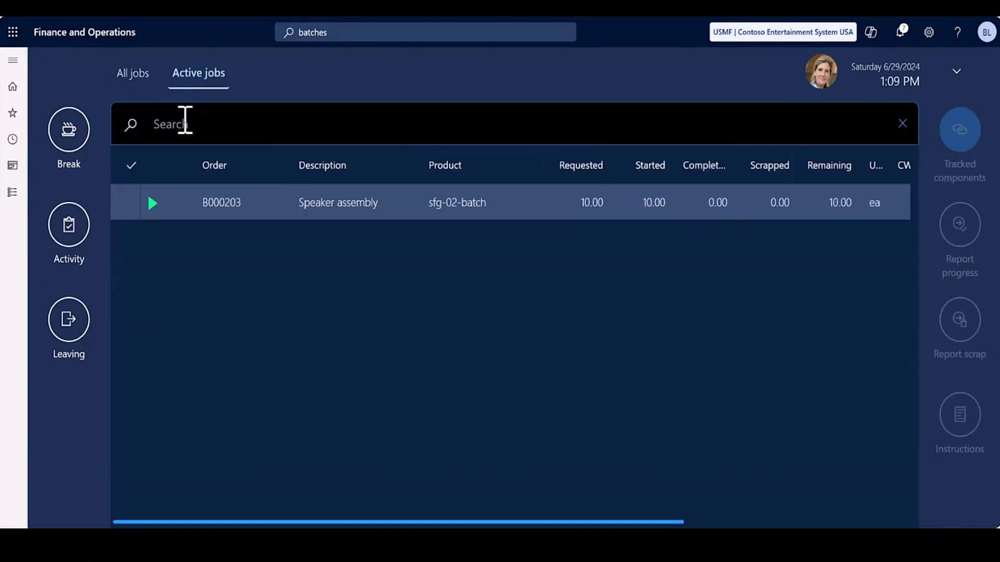 Finance and Operations
batches
USMF | Contoso Entertainment System USA
7
BL
All jobs
Active jobs
Saturday 6/29/2024
1:09 PM
Search
Break
Activity
Leaving
Order Description Product Requested Started Complet... Scrapped Remaining U... CW
B000203 Speaker assembly sfg-02-batch 10.00 10.00 0.00 0.00 10.00 ea
Tracked
components
Report
progress
Report scrap
Instructions